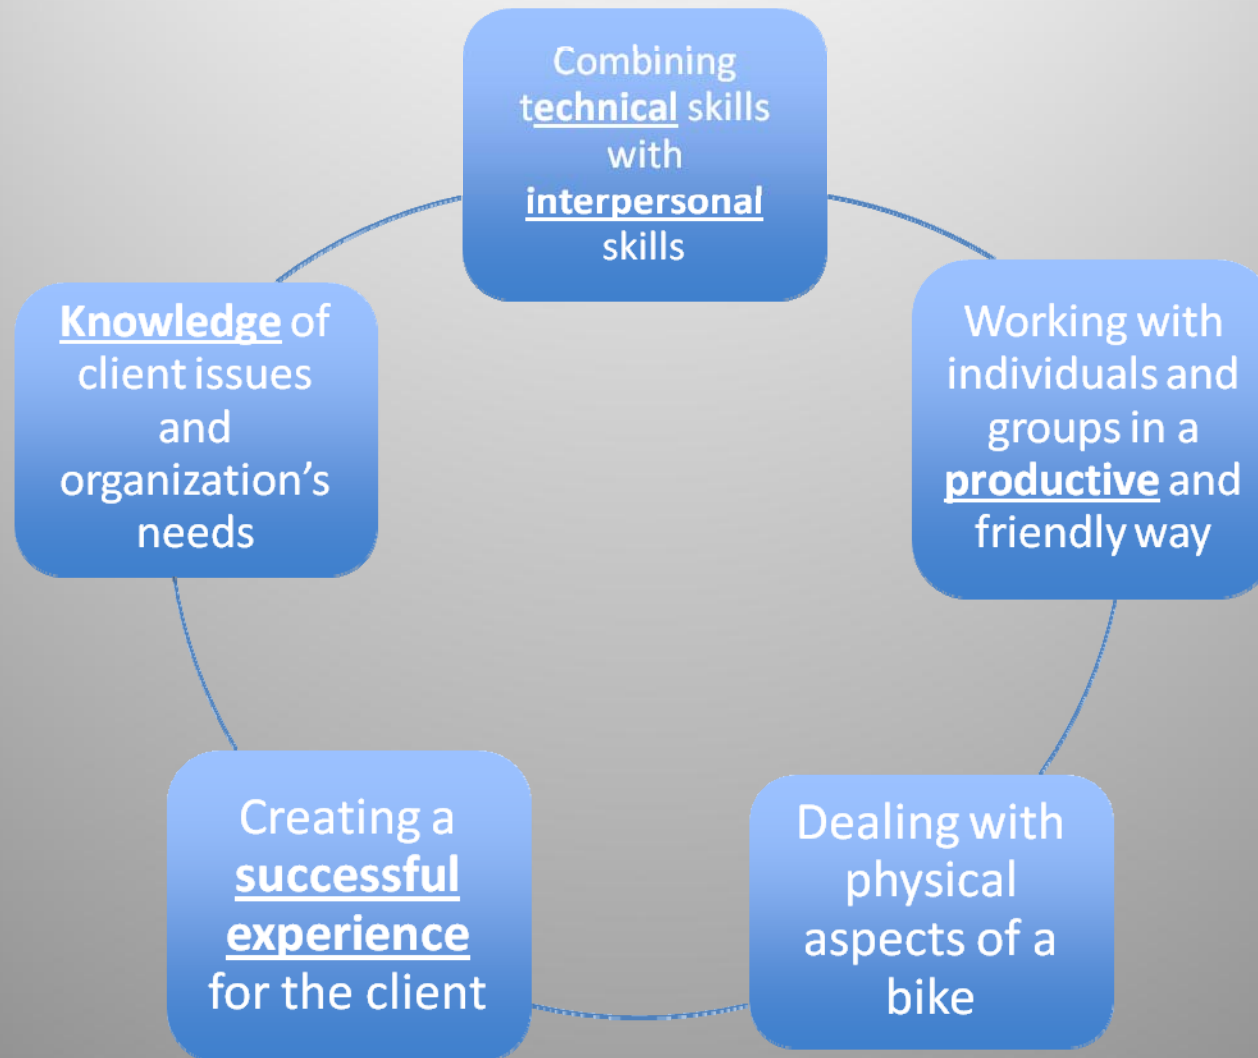 Combining
technical skills
with
interpersonal
skills
Working with
individuals and
groups in a
productive and
friendly way
Dealing with
physical
aspects of a
bike
Creating a
successful
experience
for the client
Knowledge of
client issues
and
organization’s
needs